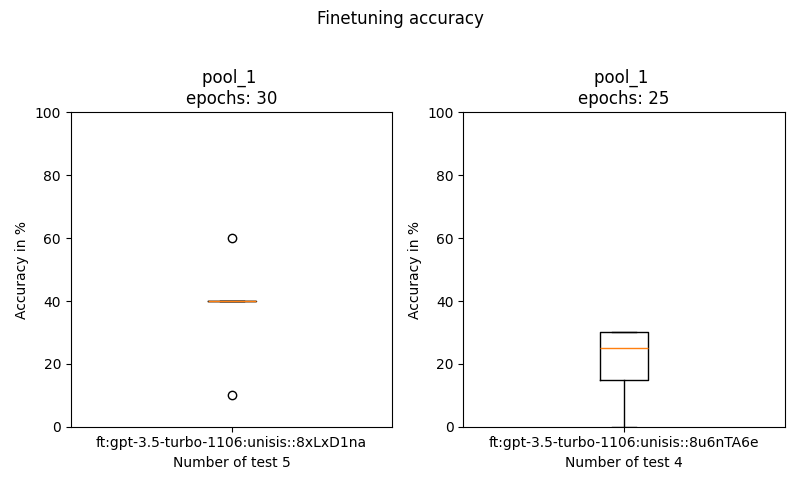 Finetuning accuracy
pool_1
epochs: 30
100
80
60
40
20
0
Accuracy in %
ft:gpt-3.5-turbo-1106:unisis::8xLxD1na
Number of test 5
pool_1
epochs: 25
100
80
60
40
20
0
Accuracy in %
ft:gpt-3.5-turbo-1106:unisis::8u6nTA6e
Number of test 4